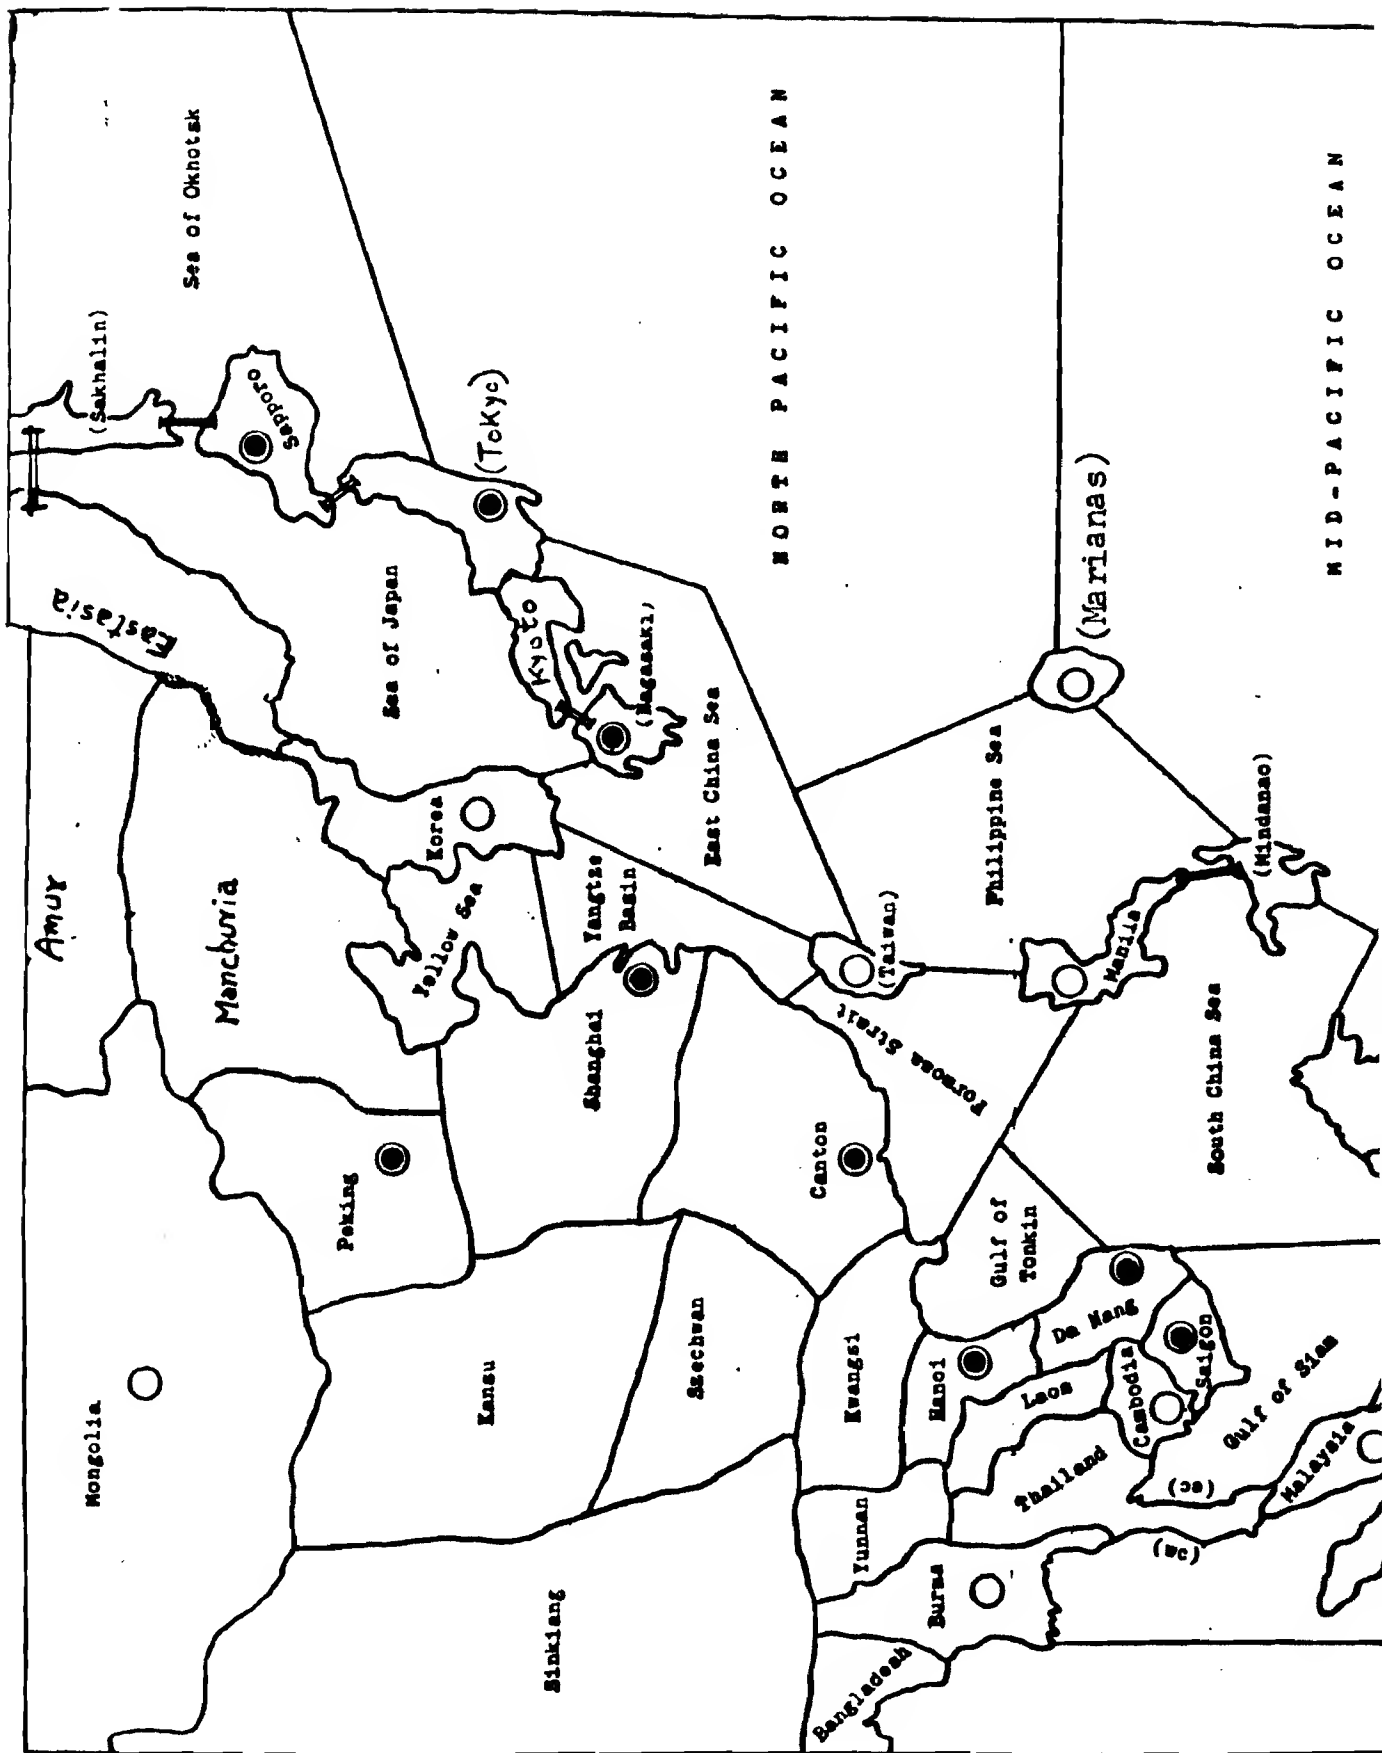 Sea of Okhotsk
(Sakhalin)
Sapporo
Eastasia
Sea of Japan
(Tokyo)
Kyoto
(Nagasaki)
NORTH PACIFIC OCEAN
MID-PACIFIC OCEAN
(Marianas)
Amur
Manchuria
Korea
Yellow Sea
Yangtze
Basin
East China Sea
Philippine Sea
(Taiwan)
Manila
(Mindanao)
Mongolia
Peking
Shanghai
Canton
Formosa Strait
South China Sea
Gulf of
Tonkin
Kansu
Szechwan
Kwangsi
Hanoi
Da Nang
Laos
Cambodia
Saigon
Gulf of Siam
Thailand
(ec)
(wc)
Malaysia
Sinkiang
Yunnan
Burma
Bangladesh